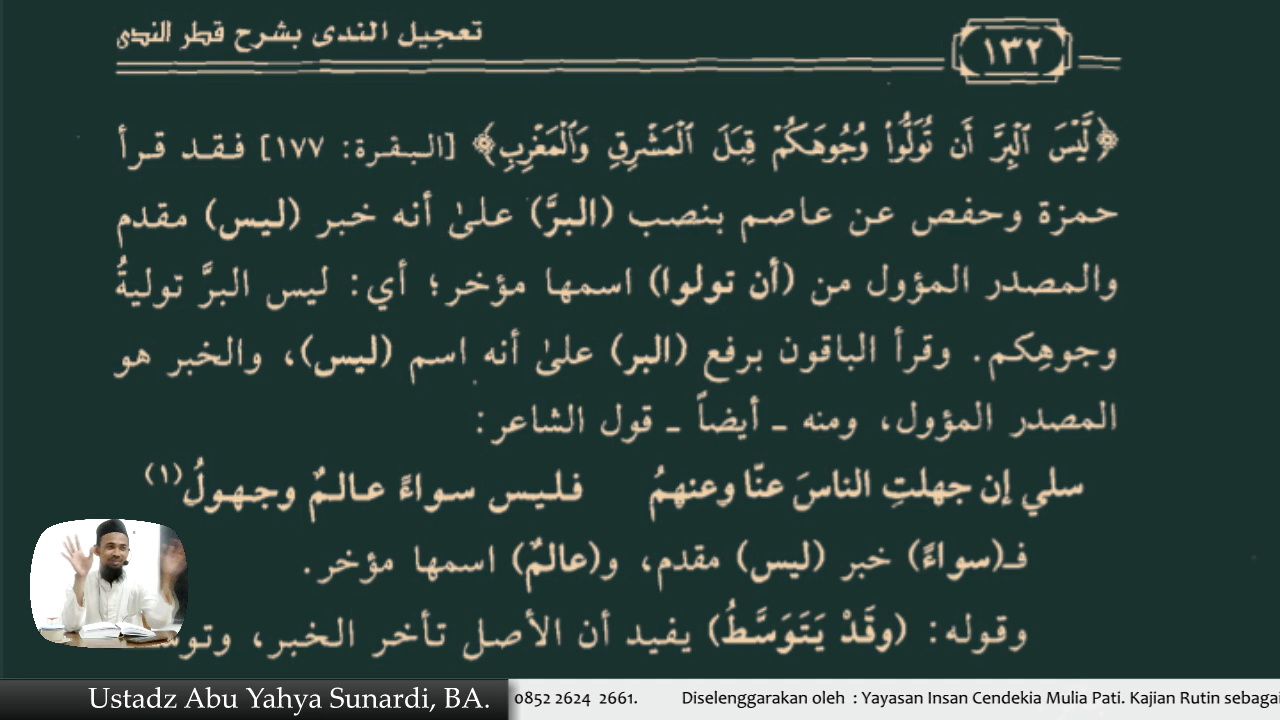 تعجيل الندى بشرح قطر الندى
١٣٢
﴿لَّيْسَ ٱلْبِرَّ أَن تُوَلُّوا۟ وُجُوهَكُمْ قِبَلَ ٱلْمَشْرِقِ وَٱلْمَغْرِبِ﴾ [البقرة: ١٧٧] فقد قرأ
حمزة وحفص عن عاصم بنصب (البرَّ) علىٰ أنه خبر (ليس) مقدم
والمصدر المؤول من (أن تولوا) اسمها مؤخر؛ أي: ليس البرَّ توليةُ
وجوهِكم. وقرأ الباقون برفع (البر) علىٰ أنه اسم (ليس)، والخبر هو
المصدر المؤول، ومنه ـ أيضاً ـ قول الشاعر:
سلي إن جهلتِ الناسَ عنّا وعنهمُ فليس سواءً عالمٌ وجهولُ(١)
فـ(سواءً) خبر (ليس) مقدم، و(عالمٌ) اسمها مؤخر.
وقوله: (وقَدْ يَتَوَسَّطُ) يفيد أن الأصل تأخر الخبر،
Ustadz Abu Yahya Sunardi, BA.
0852 2624 2661. Diselenggarakan oleh : Yayasan Insan Cendekia Mulia Pati. Kajian Rutin sebaga